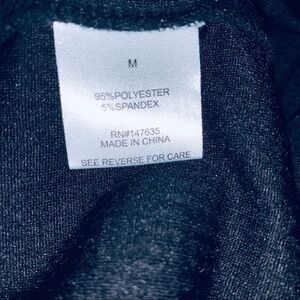 M
95%POLYESTER
5%SPANDEX
RN#147635
MADE IN CHINA
SEE REVERSE FOR CARE